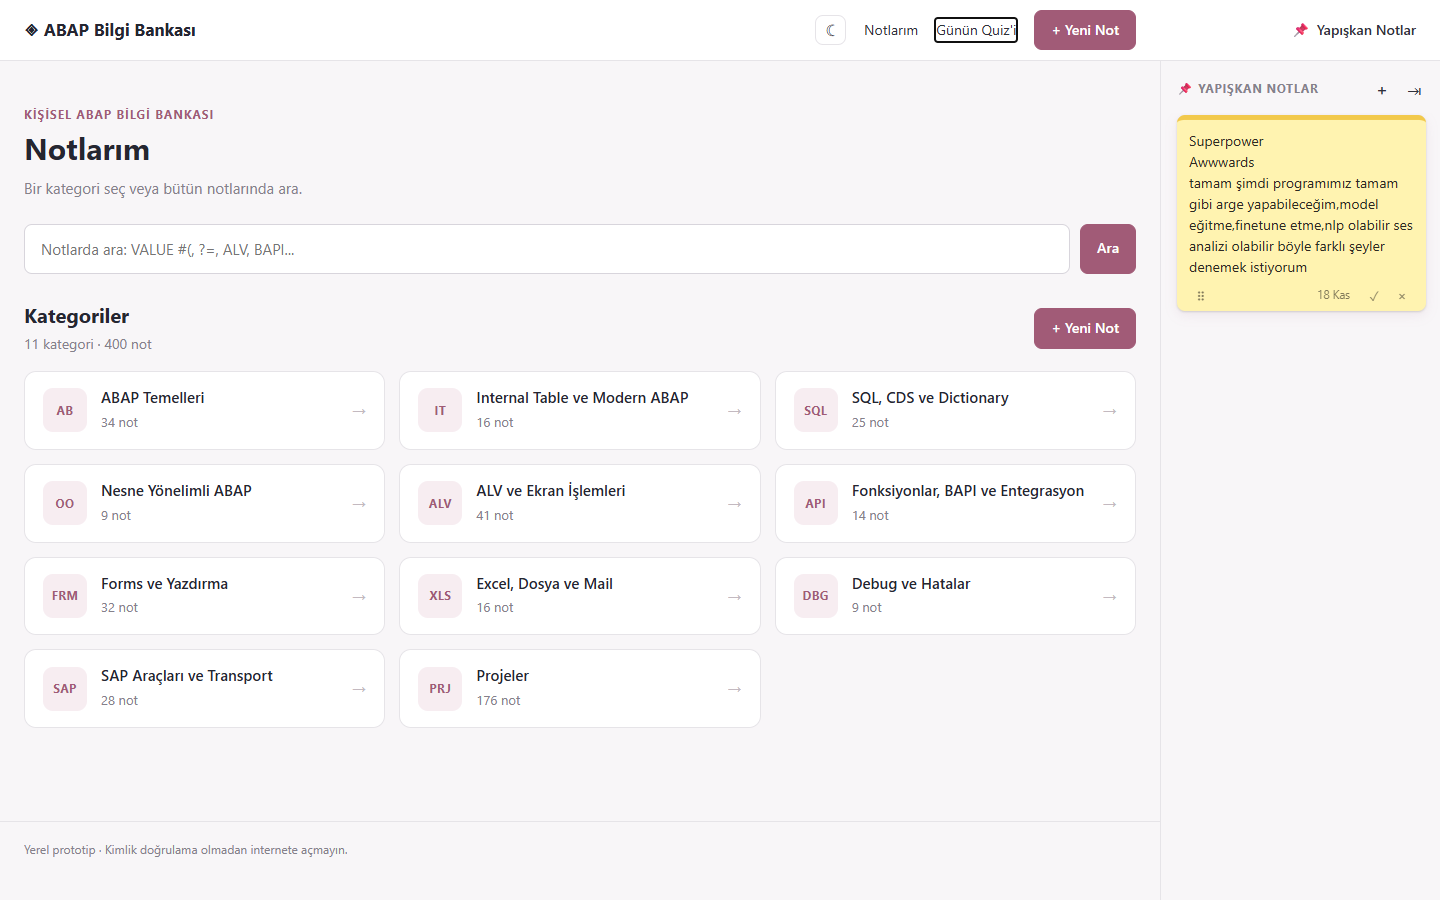 ◈ ABAP Bilgi Bankası
☾
Notlarım
Günün Quiz'i
+ Yeni Not
📌 Yapışkan Notlar
KİŞİSEL ABAP BİLGİ BANKASI
Notlarım
Bir kategori seç veya bütün notlarında ara.
Notlarda ara: VALUE #(, ?=, ALV, BAPI...
Ara
Kategoriler
11 kategori · 400 not
+ Yeni Not
AB
ABAP Temelleri
34 not
→
IT
Internal Table ve Modern ABAP
16 not
→
SQL
SQL, CDS ve Dictionary
25 not
→
OO
Nesne Yönelimli ABAP
9 not
→
ALV
ALV ve Ekran İşlemleri
41 not
→
API
Fonksiyonlar, BAPI ve Entegrasyon
14 not
→
FRM
Forms ve Yazdırma
32 not
→
XLS
Excel, Dosya ve Mail
16 not
→
DBG
Debug ve Hatalar
9 not
→
SAP
SAP Araçları ve Transport
28 not
→
PRJ
Projeler
176 not
→
Yerel prototip · Kimlik doğrulama olmadan internete açmayın.
📌 YAPIŞKAN NOTLAR
+ ⇥
Superpower
Awwwards
tamam şimdi programımız tamam
gibi arge yapabileceğim,model
eğitme,finetune etme,nlp olabilir ses
analizi olabilir böyle farklı şeyler
denemek istiyorum
⠿ 18 Kas ✓ ×